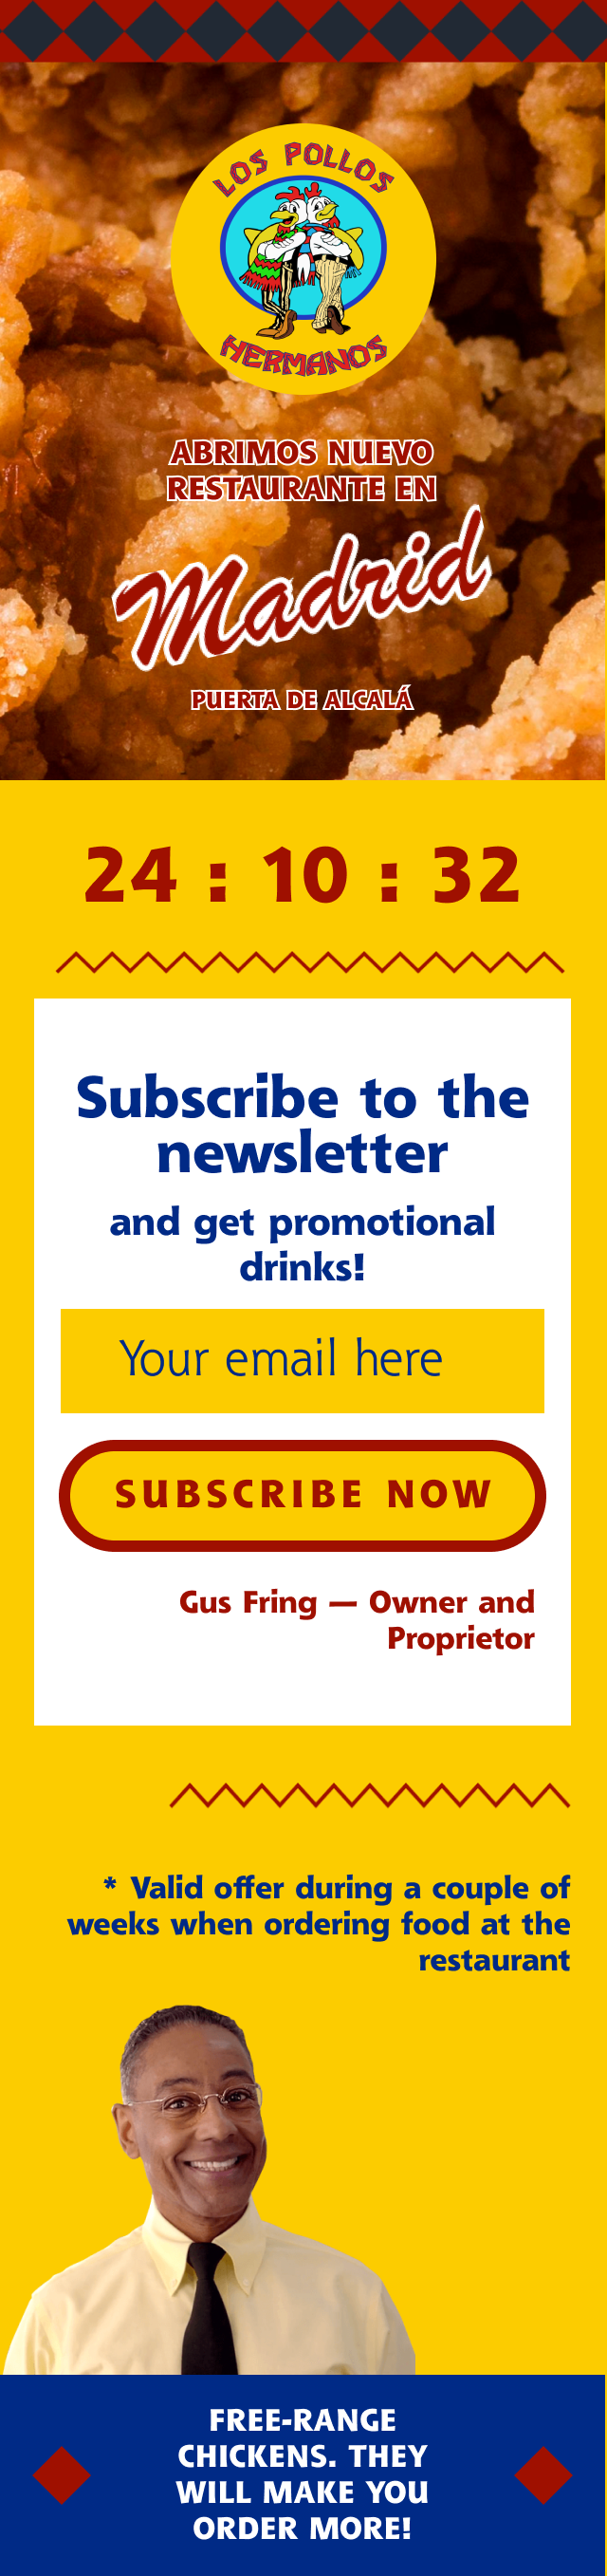 LOS POLLOS
HERMANOS
ABRIMOS NUEVO
RESTAURANTE EN
Madrid
PUERTA DE ALCALÁ
24 : 10 : 32
Subscribe to the
newsletter
and get promotional
drinks!
Your email here
SUBSCRIBE NOW
Gus Fring — Owner and
Proprietor
* Valid offer during a couple of
weeks when ordering food at the
restaurant
FREE-RANGE
CHICKENS. THEY
WILL MAKE YOU
ORDER MORE!